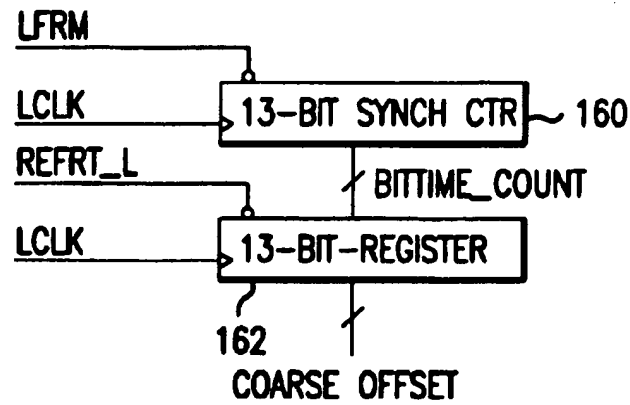 LFRM
LCLK
13-BIT SYNCH CTR
160
REFRT_L
BITTIME_COUNT
LCLK
13-BIT-REGISTER
162
COARSE OFFSET